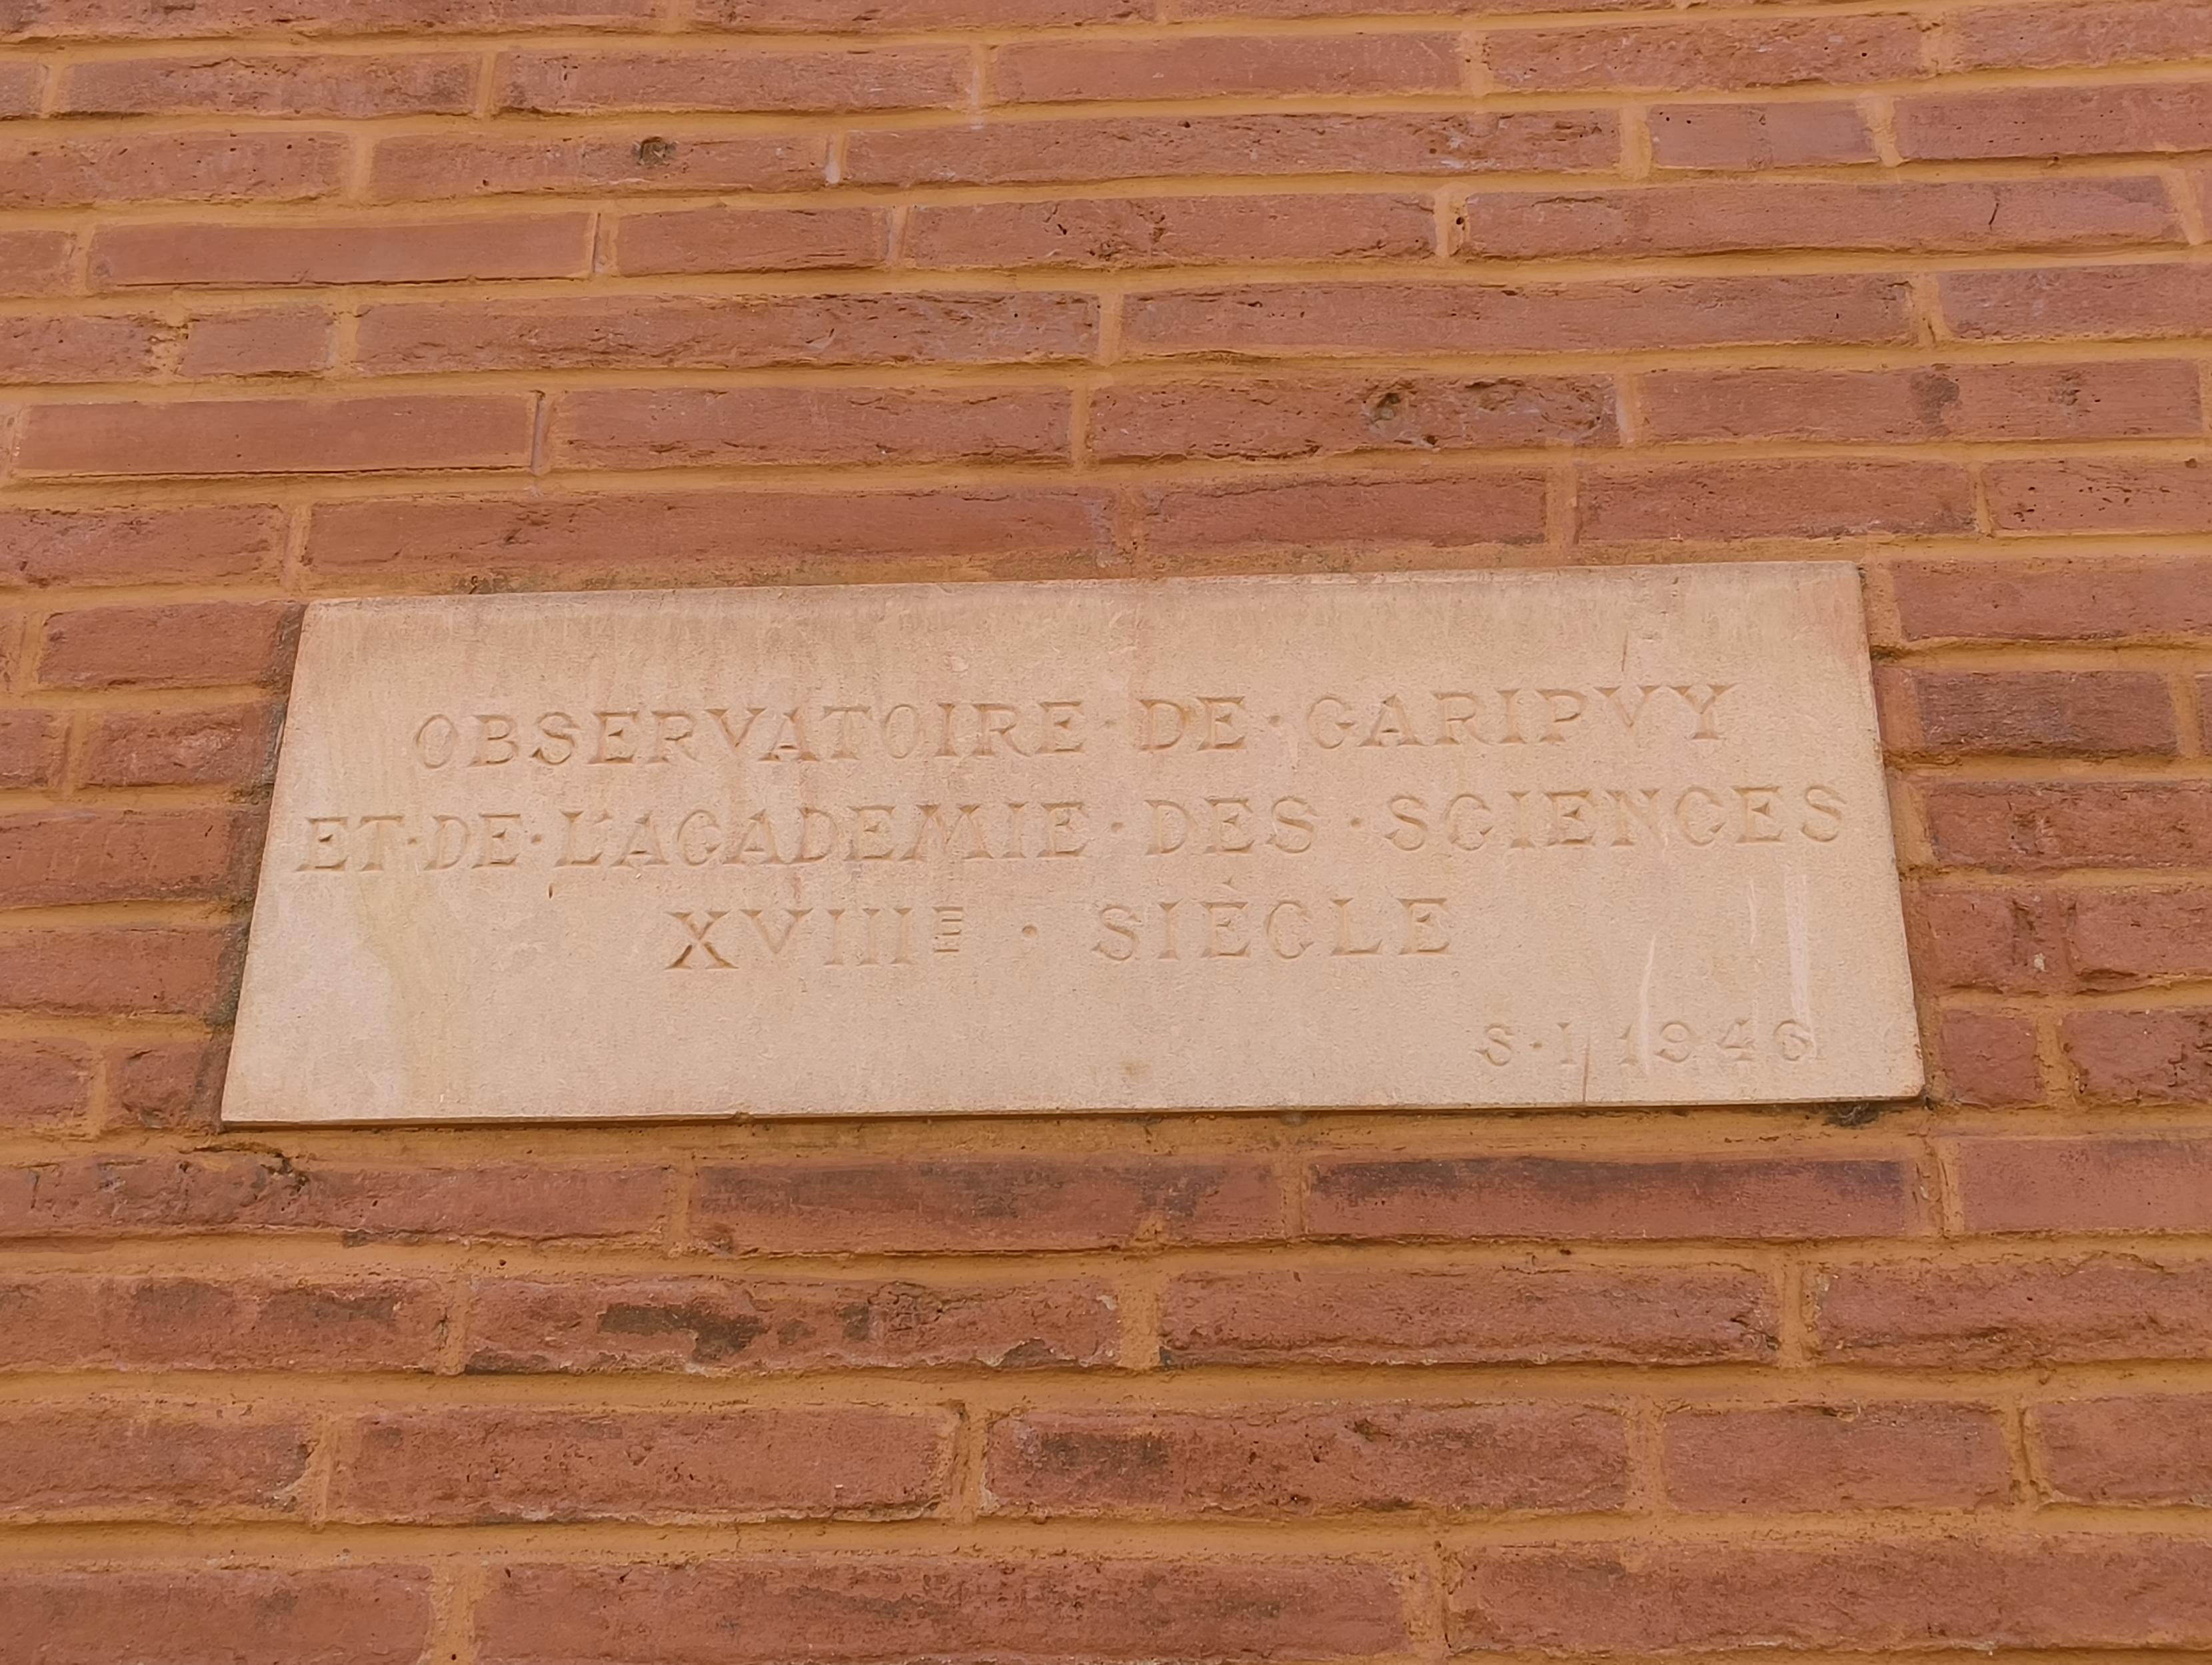 OBSERVATOIRE · DE · GARIPVY
ET · DE · L'ACADEMIE · DES · SCIENCES
XVIIIE · SIÈCLE
S · I 1946